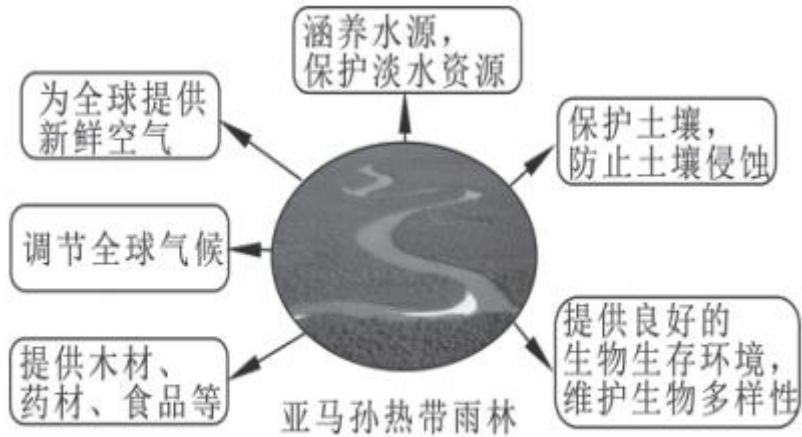 涵养水源，
保护淡水资源
为全球提供
新鲜空气
保护土壤，
防止土壤侵蚀
调节全球气候
提供木材、
药材、食品等
提供良好的
生物生存环境，
维护生物多样性
亚马孙热带雨林